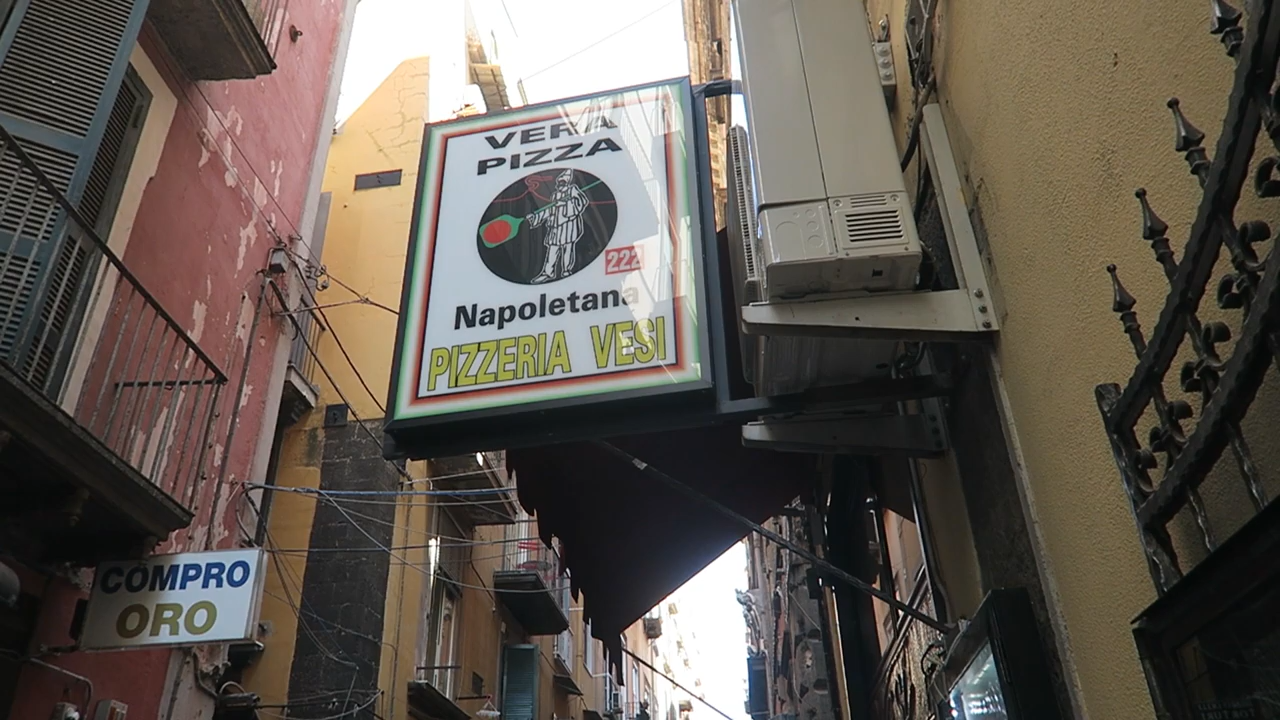 VERA
PIZZA
222
Napoletana
PIZZERIA VESI
COMPRO
ORO